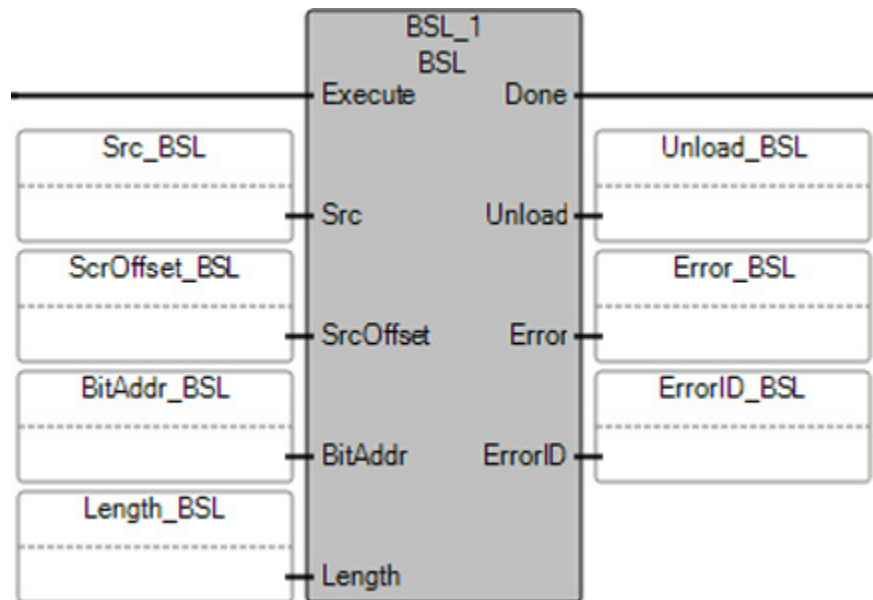 BSL_1
BSL
Execute Done
Src_BSL
Unload_BSL
Src Unload
ScrOffset_BSL
Error_BSL
SrcOffset Error
BitAddr_BSL
ErrorID_BSL
BitAddr ErrorID
Length_BSL
Length